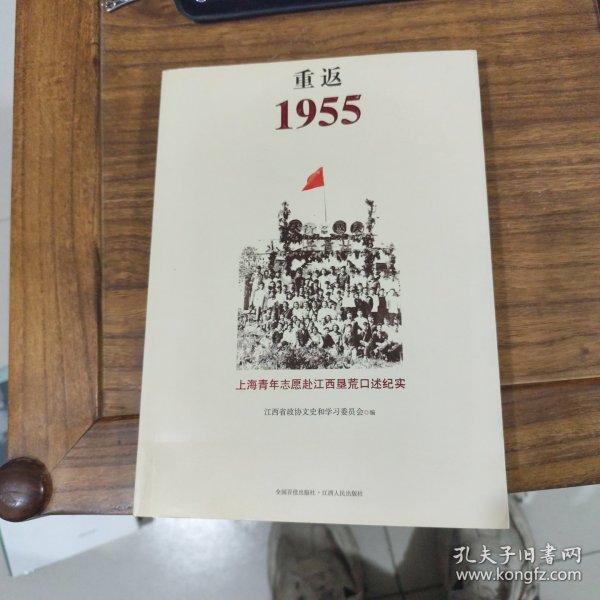 重返
1955
上海青年志愿赴江西垦荒口述纪实
江西省政协文史和学习委员会◎编
全国百佳出版社·江西人民出版社
孔夫子旧书网
www.kongfz.com